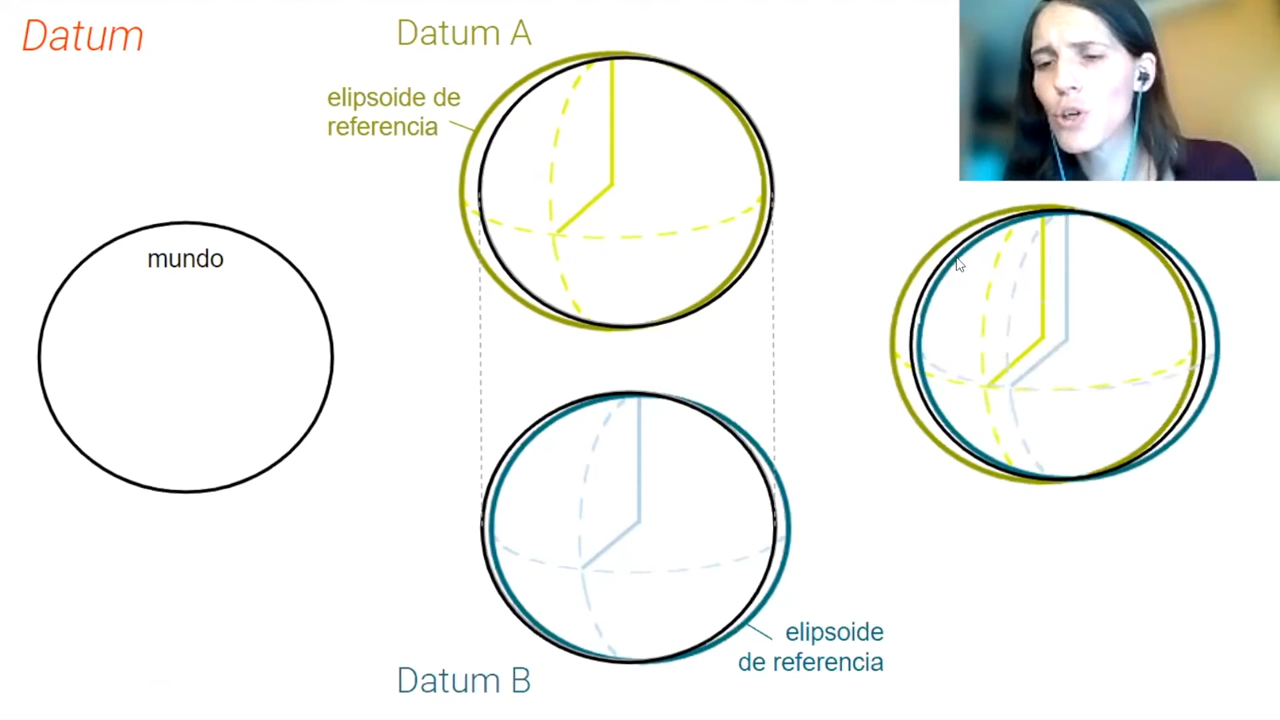 Datum
Datum A
elipsoide de
referencia
mundo
elipsoide
de referencia
Datum B